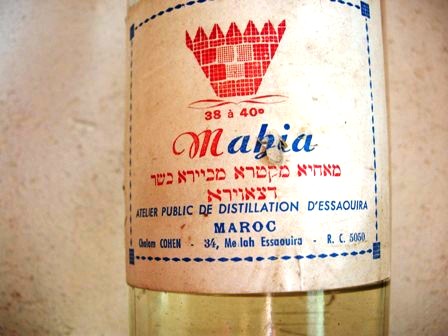 38 à 40°
Mahia
מאחיא מקטרא מביירא כשר
דצאוירא
ATELIER PUBLIC DE DISTILLATION D'ESSAOUIRA
MAROC
Chalom COHEN - 34, Mellah Essaouira - R. C. 5050